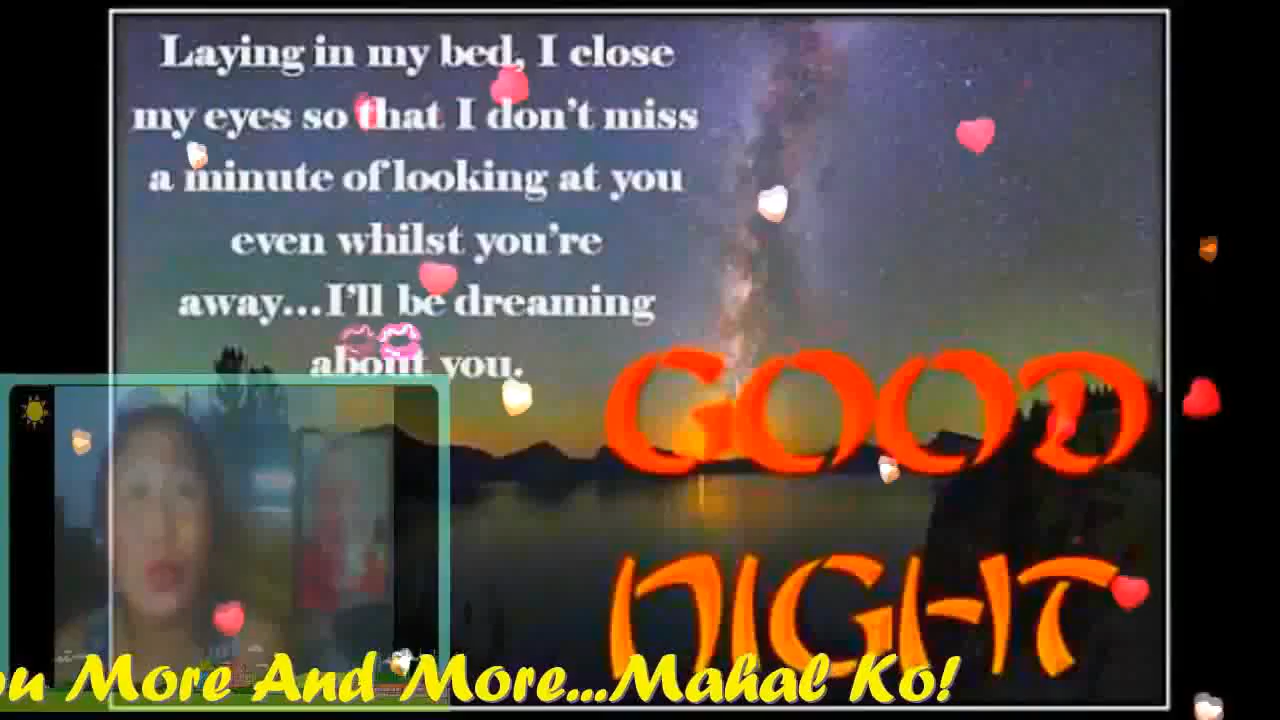 Laying in my bed, I close
my eyes so that I don't miss
a minute of looking at you
even whilst you're
away...I'll be dreaming
about you.
GOOD
NIGHT
ou More And More...Mahal Ko!